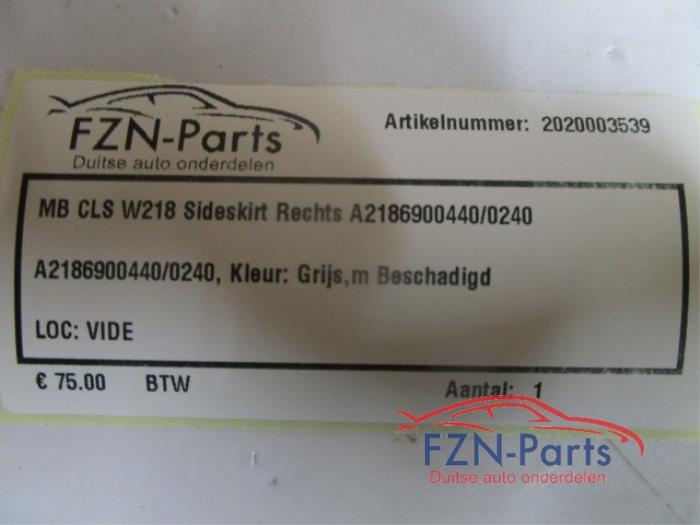 FZN-Parts
Duitse auto onderdelen
Artikelnummer: 2020003539
MB CLS W218 Sideskirt Rechts A2186900440/0240
A2186900440/0240, Kleur: Grijs,m Beschadigd
LOC: VIDE
€ 75.00 BTW Aantal: 1
FZN-Parts
Duitse auto onderdelen